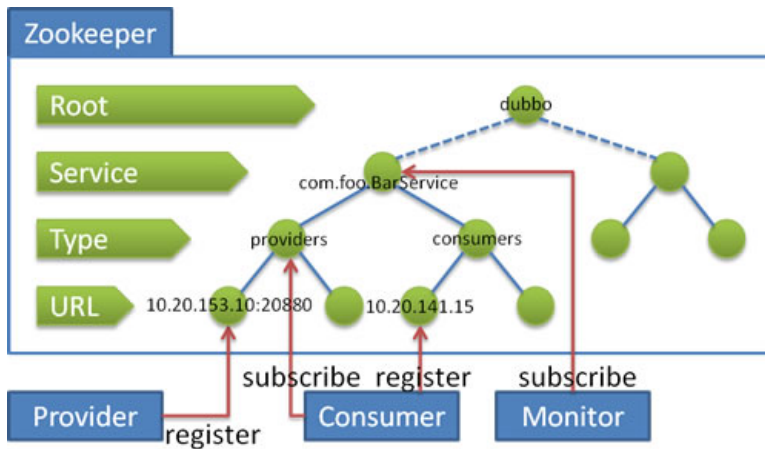 Zookeeper
Root
dubbo
Service
com.foo.BarService
Type
providers
consumers
URL
10.20.153.10:20880
10.20.141.15
subscribe
register
subscribe
Provider
register
Consumer
Monitor